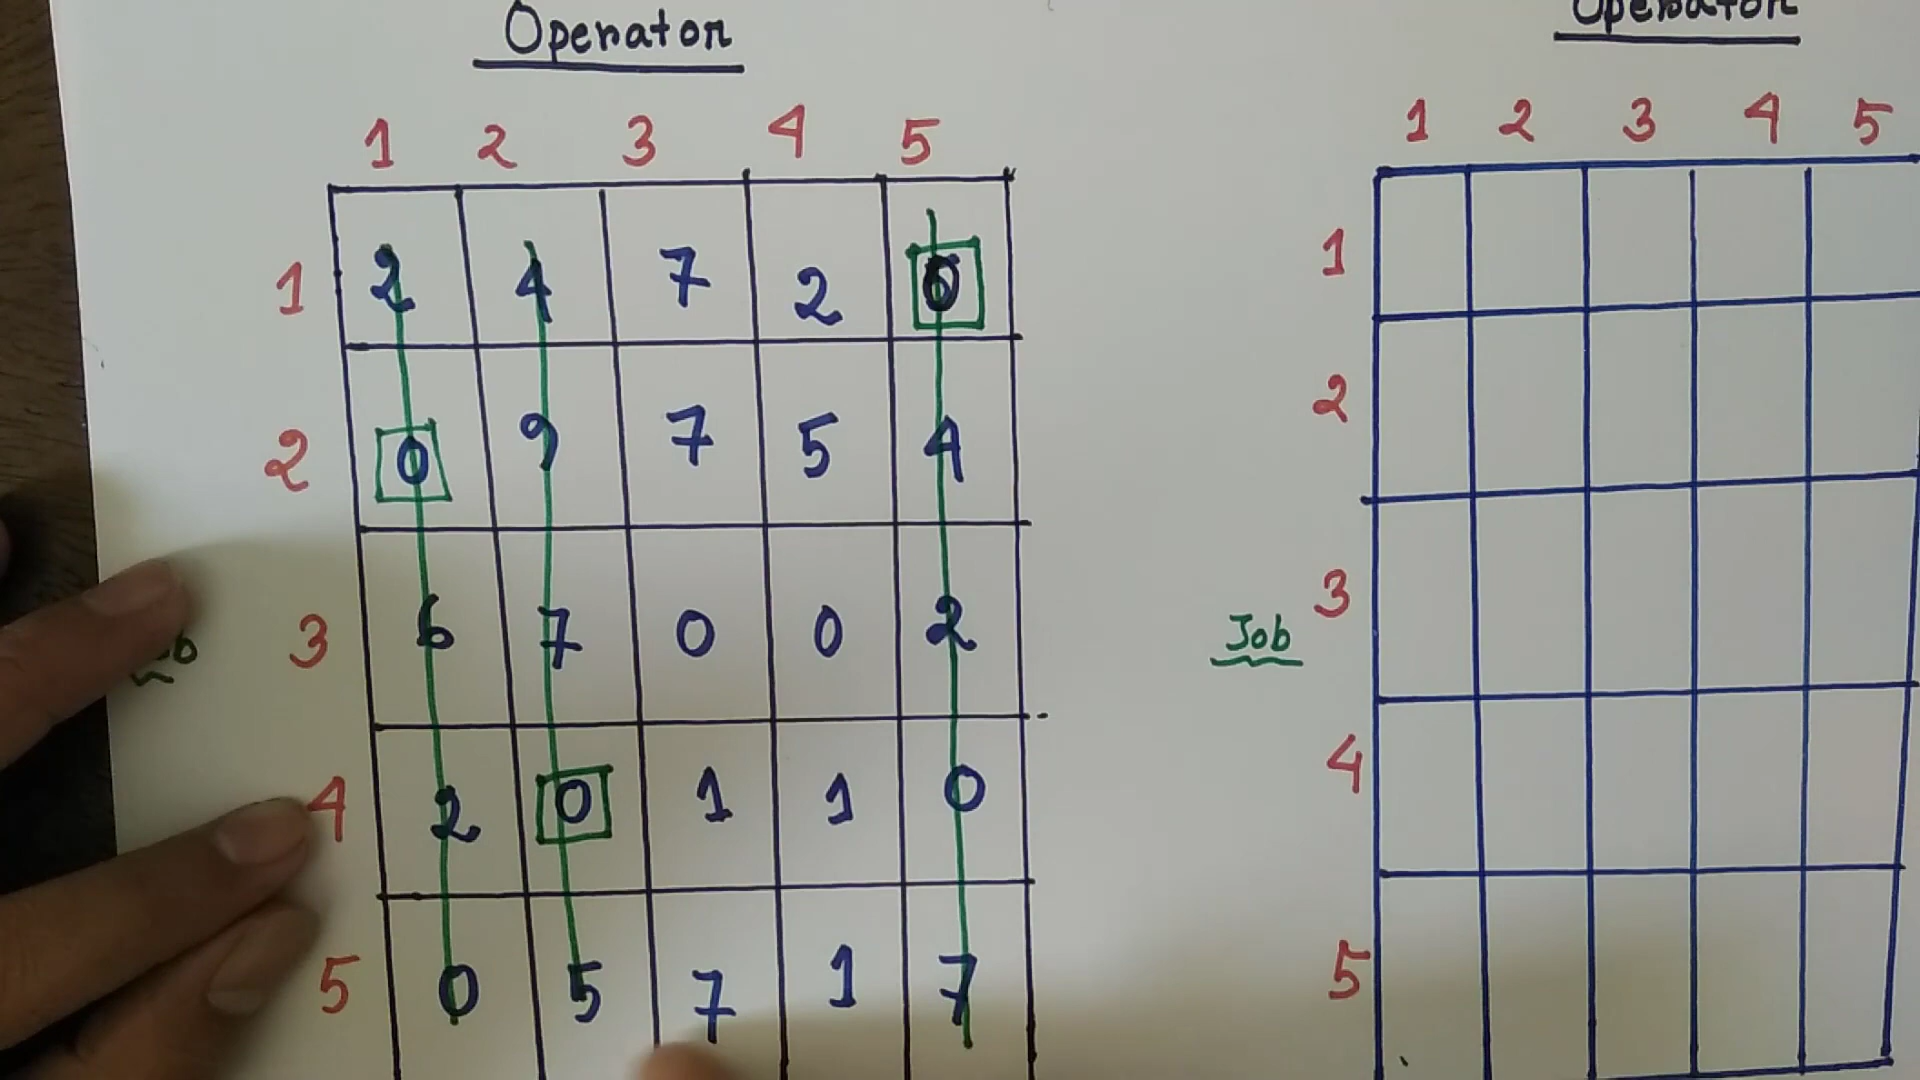 Operator
Operator
1 2 3 4 5
1 2 3 4 5
1 2 4 7 2 0
1
2 0 9 7 5 4
2
3 6 7 0 0 2
3
Job
4 2 0 1 1 0
4
5 0 5 7 1 7
5